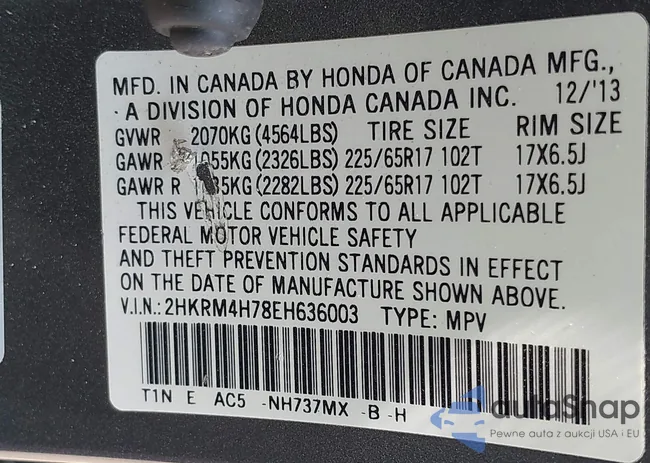 MFD. IN CANADA BY HONDA OF CANADA MFG.,
A DIVISION OF HONDA CANADA INC. 12/'13
GVWR 2070KG (4564LBS) TIRE SIZE RIM SIZE
GAWR 1055KG (2326LBS) 225/65R17 102T 17X6.5J
GAWR R (2282LBS) 225/65R17 102T 17X6.5J
THIS VEHICLE CONFORMS TO ALL APPLICABLE
FEDERAL MOTOR VEHICLE SAFETY
AND THEFT PREVENTION STANDARDS IN EFFECT
ON THE DATE OF MANUFACTURE SHOWN ABOVE.
V.I.N.: 2HKRM4H78EH636003 TYPE: MPV
T1N E AC5 -NH737MX -B -H
autaSnap
Pewne auta z aukcji USA i EU